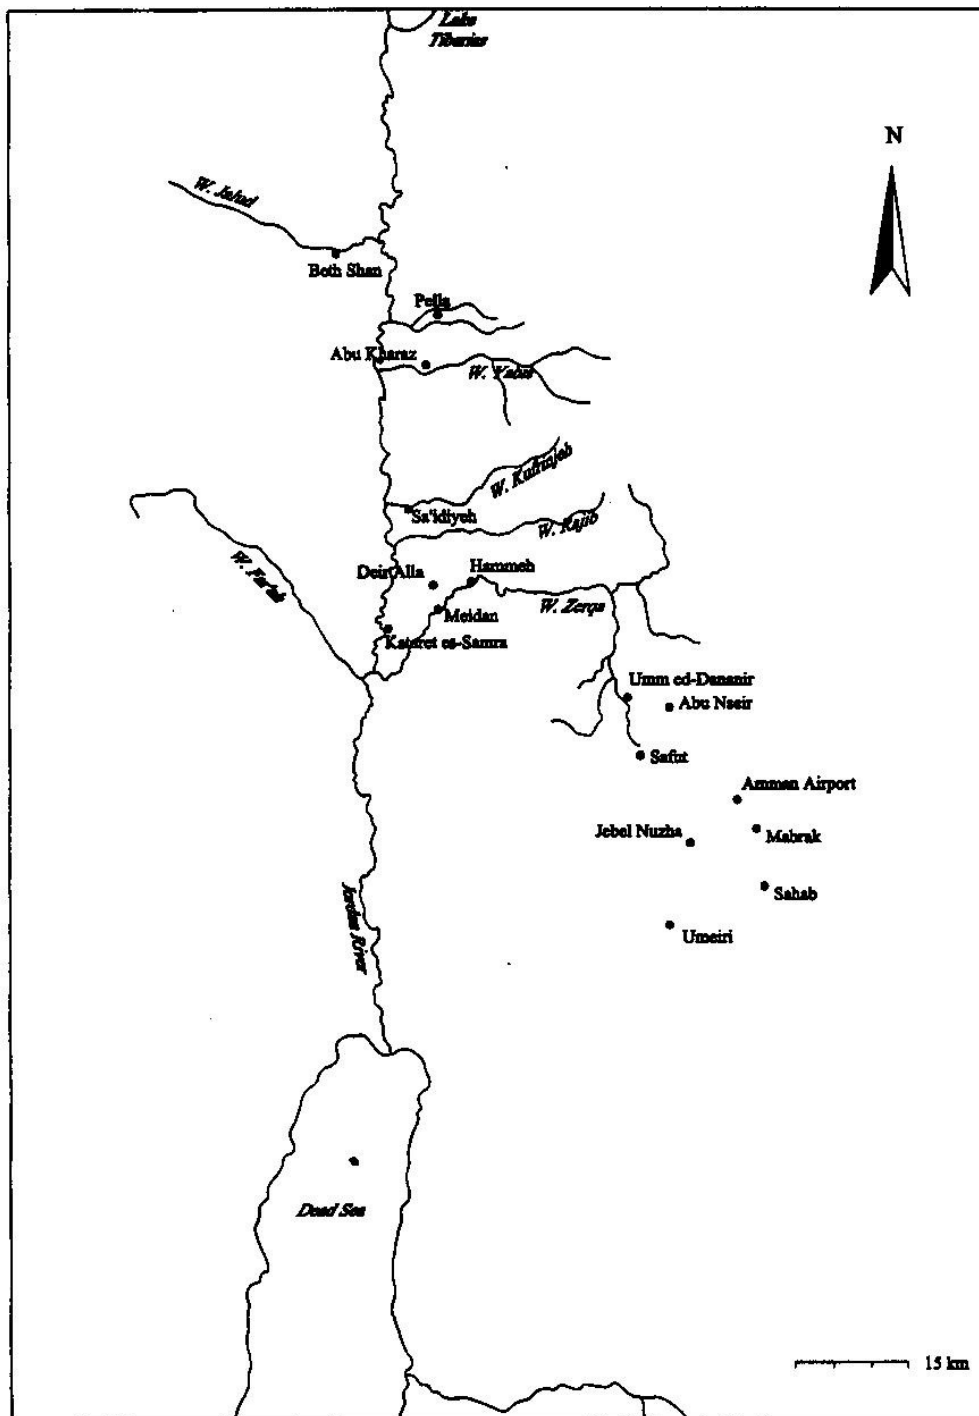 Lake
Tiberias
N
W. Jalud
Beth Shan
Pella
Abu Kharaz
W. Yabis
W. Kufrinjeh
Sa'idiyeh
W. Rajib
W. Far'ah
Deir Alla
Hammeh
W. Zerqa
Meidan
Kataret es-Samra
Umm ed-Dananir
Abu Nseir
Safut
Amman Airport
Jebel Nuzha
Mabrak
Sahab
Umeiri
Jordan River
Dead Sea
15 km